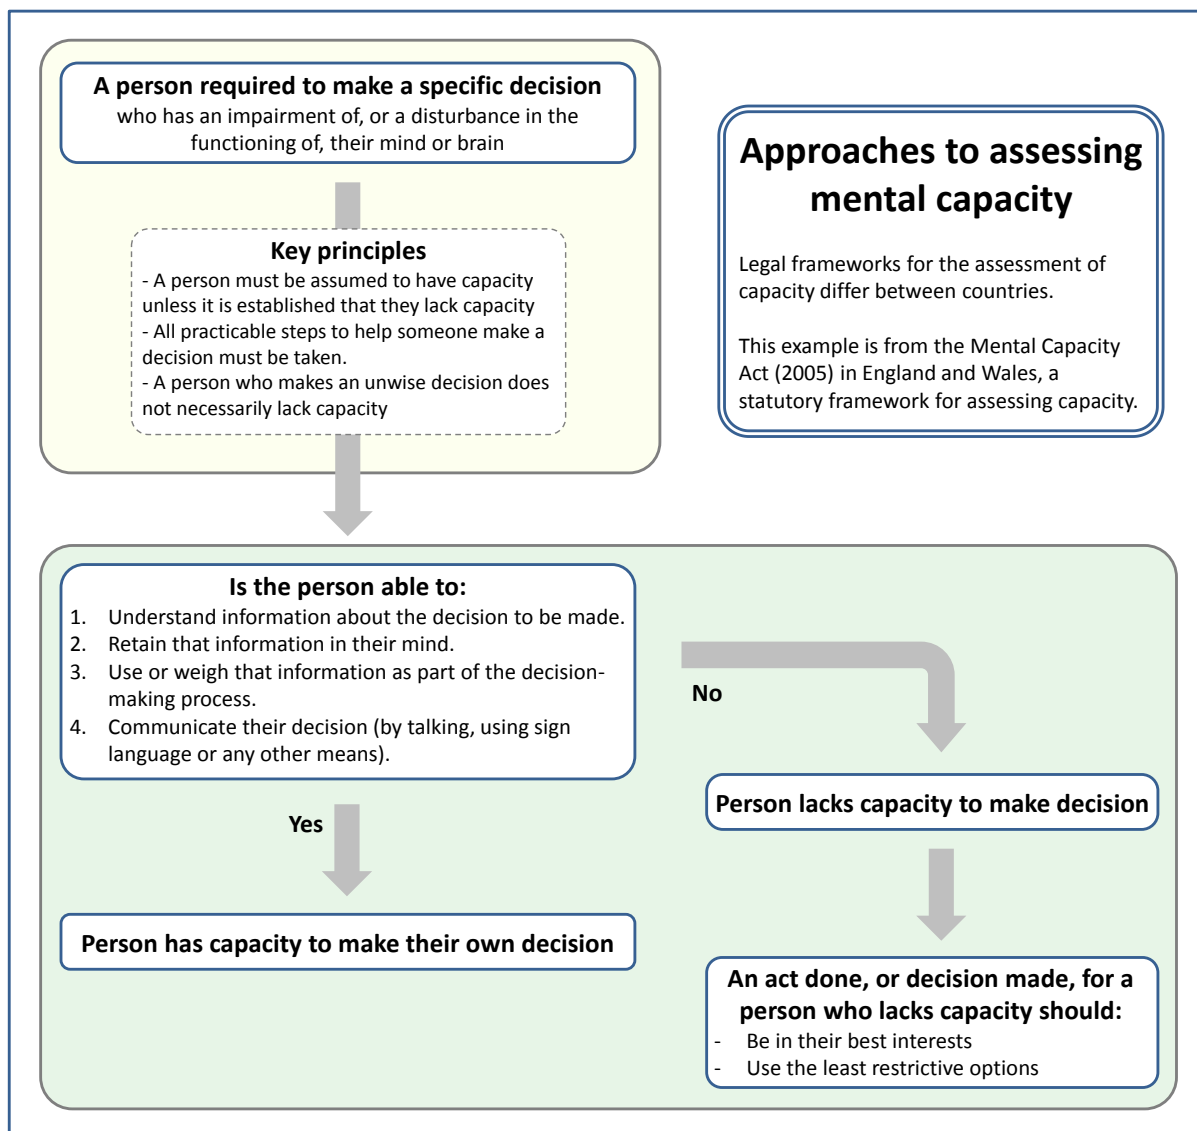 A person required to make a specific decision
who has an impairment of, or a disturbance in the
functioning of, their mind or brain
Key principles
- A person must be assumed to have capacity
unless it is established that they lack capacity
- All practicable steps to help someone make a
decision must be taken.
- A person who makes an unwise decision does
not necessarily lack capacity
Approaches to assessing
mental capacity
Legal frameworks for the assessment of
capacity differ between countries.
This example is from the Mental Capacity
Act (2005) in England and Wales, a
statutory framework for assessing capacity.
Is the person able to:
1. Understand information about the decision to be made.
2. Retain that information in their mind.
3. Use or weigh that information as part of the decision-
making process.
4. Communicate their decision (by talking, using sign
language or any other means).
No
Yes
Person lacks capacity to make decision
Person has capacity to make their own decision
An act done, or decision made, for a
person who lacks capacity should:
- Be in their best interests
- Use the least restrictive options